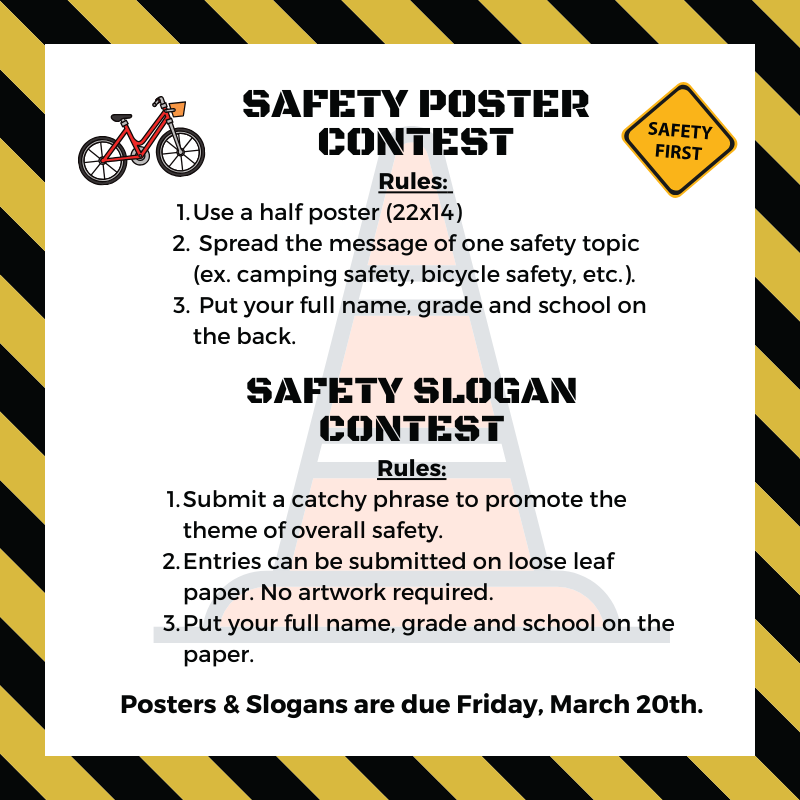 SAFETY POSTER
CONTEST
SAFETY
FIRST
Rules:
1. Use a half poster (22x14)
2. Spread the message of one safety topic
(ex. camping safety, bicycle safety, etc.).
3. Put your full name, grade and school on
the back.
SAFETY SLOGAN
CONTEST
Rules:
1. Submit a catchy phrase to promote the
theme of overall safety.
2. Entries can be submitted on loose leaf
paper. No artwork required.
3. Put your full name, grade and school on the
paper.
Posters & Slogans are due Friday, March 20th.